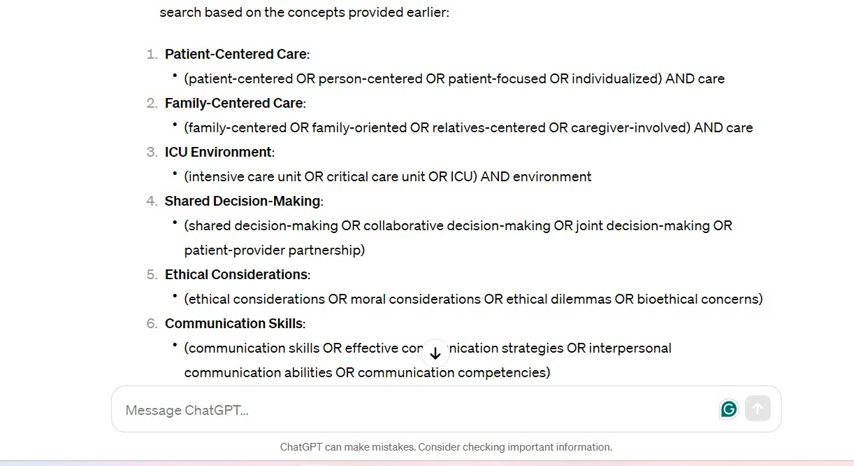 search based on the concepts provided earlier:
1. Patient-Centered Care:
• (patient-centered OR person-centered OR patient-focused OR individualized) AND care
2. Family-Centered Care:
• (family-centered OR family-oriented OR relatives-centered OR caregiver-involved) AND care
3. ICU Environment:
• (intensive care unit OR critical care unit OR ICU) AND environment
4. Shared Decision-Making:
• (shared decision-making OR collaborative decision-making OR joint decision-making OR
patient-provider partnership)
5. Ethical Considerations:
• (ethical considerations OR moral considerations OR ethical dilemmas OR bioethical concerns)
6. Communication Skills:
• (communication skills OR effective communication strategies OR interpersonal
communication abilities OR communication competencies)
Message ChatGPT...
ChatGPT can make mistakes. Consider checking important information.